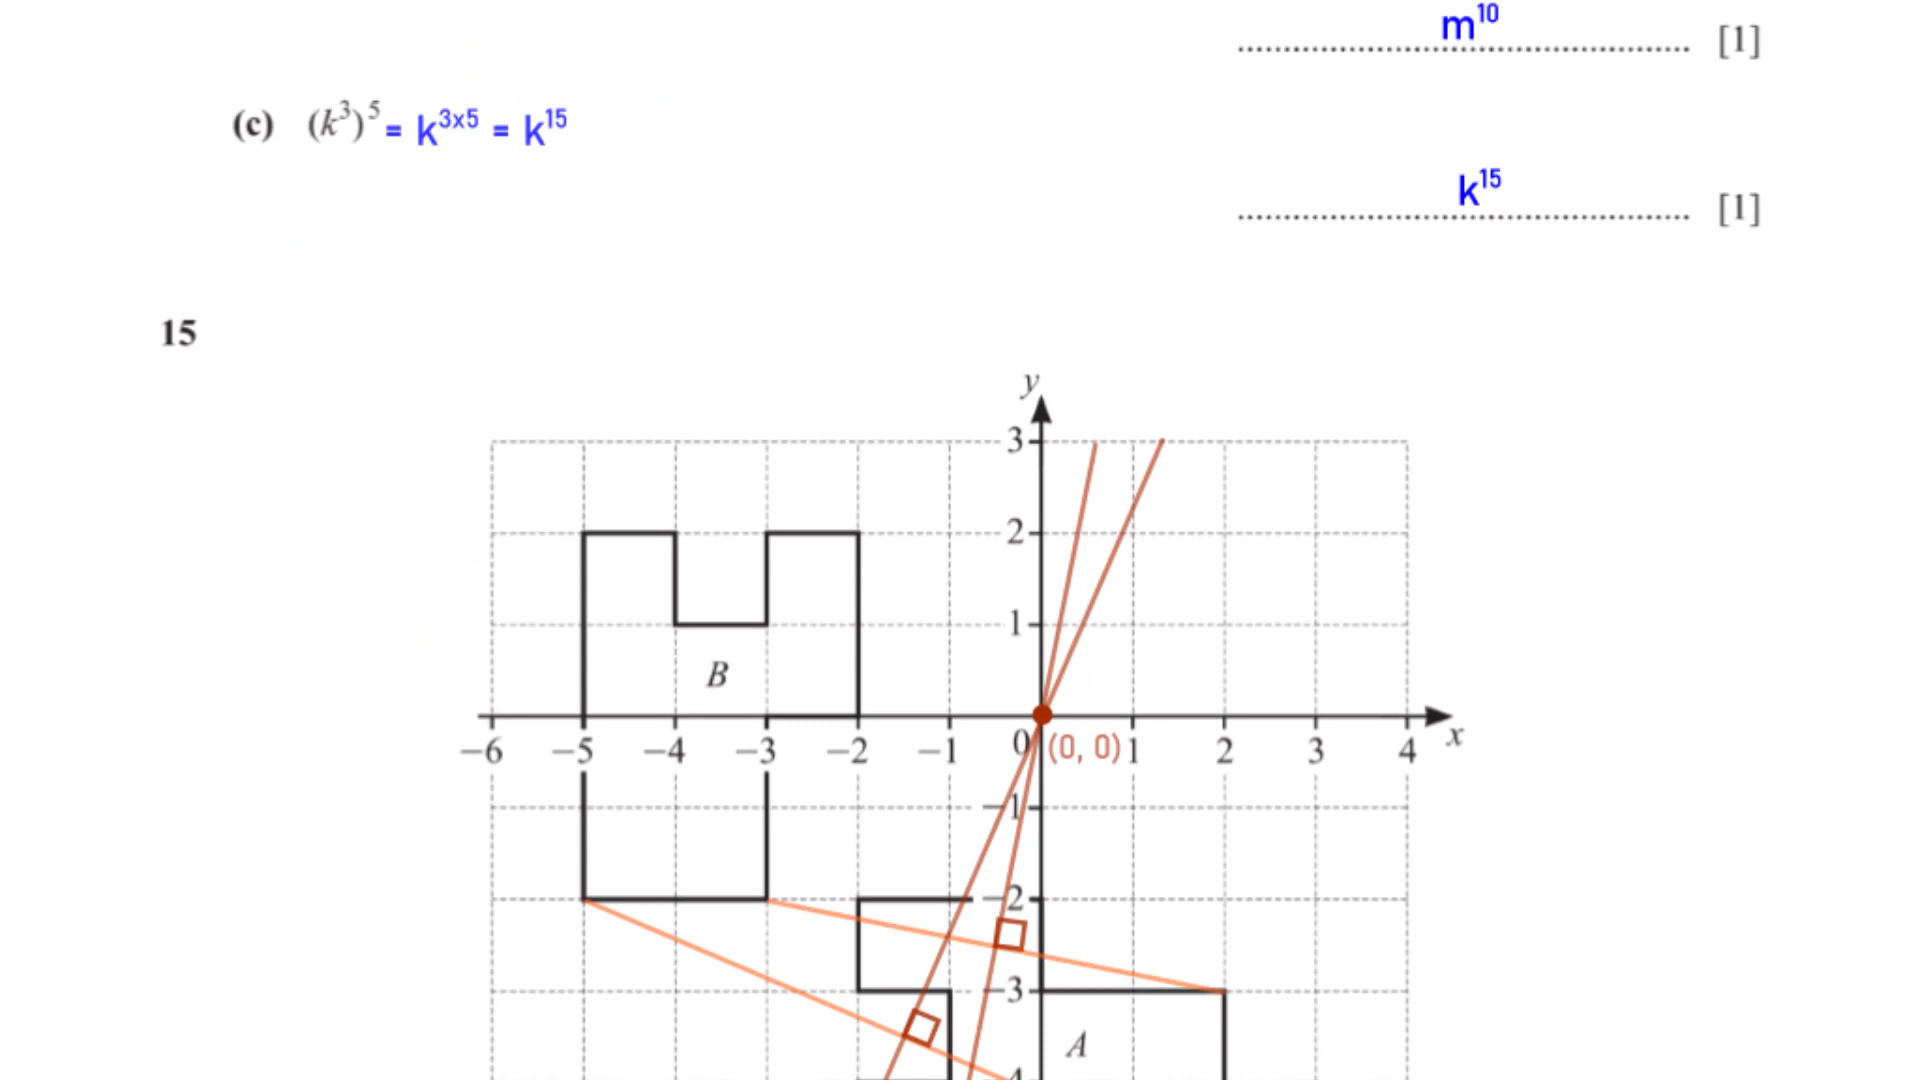 m¹⁰
[1]
(c) (k³)⁵ = k³ˣ⁵ = k¹⁵
k¹⁵
[1]
15
y
3
2
1
B
−6 −5 −4 −3 −2 −1 0 (0, 0) 1 2 3 4 x
−1
−2
−3
A